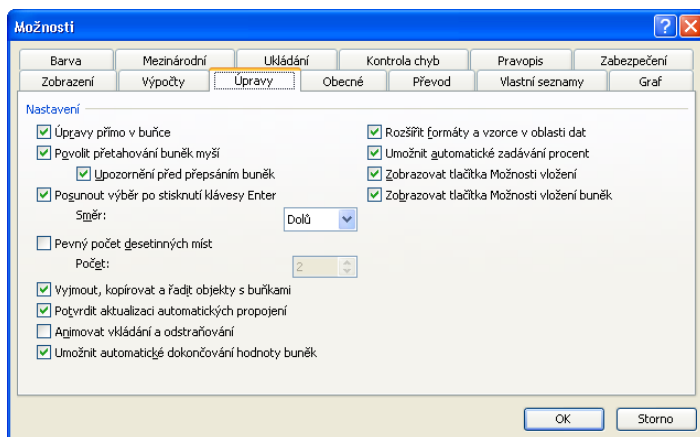 Možnosti
Barva Mezinárodní Ukládání Kontrola chyb Pravopis Zabezpečení
Zobrazení Výpočty Úpravy Obecné Převod Vlastní seznamy Graf
Nastavení
Úpravy přímo v buňce
Povolit přetahování buněk myší
Upozornění před přepsáním buněk
Posunout výběr po stisknutí klávesy Enter
Směr: Dolů
Pevný počet desetinných míst
Počet: 2
Vyjmout, kopírovat a řadit objekty s buňkami
Potvrdit aktualizaci automatických propojení
Animovat vkládání a odstraňování
Umožnit automatické dokončování hodnoty buněk
Rozšířit formáty a vzorce v oblasti dat
Umožnit automatické zadávání procent
Zobrazovat tlačítka Možnosti vložení
Zobrazovat tlačítka Možnosti vložení buněk
OK Storno